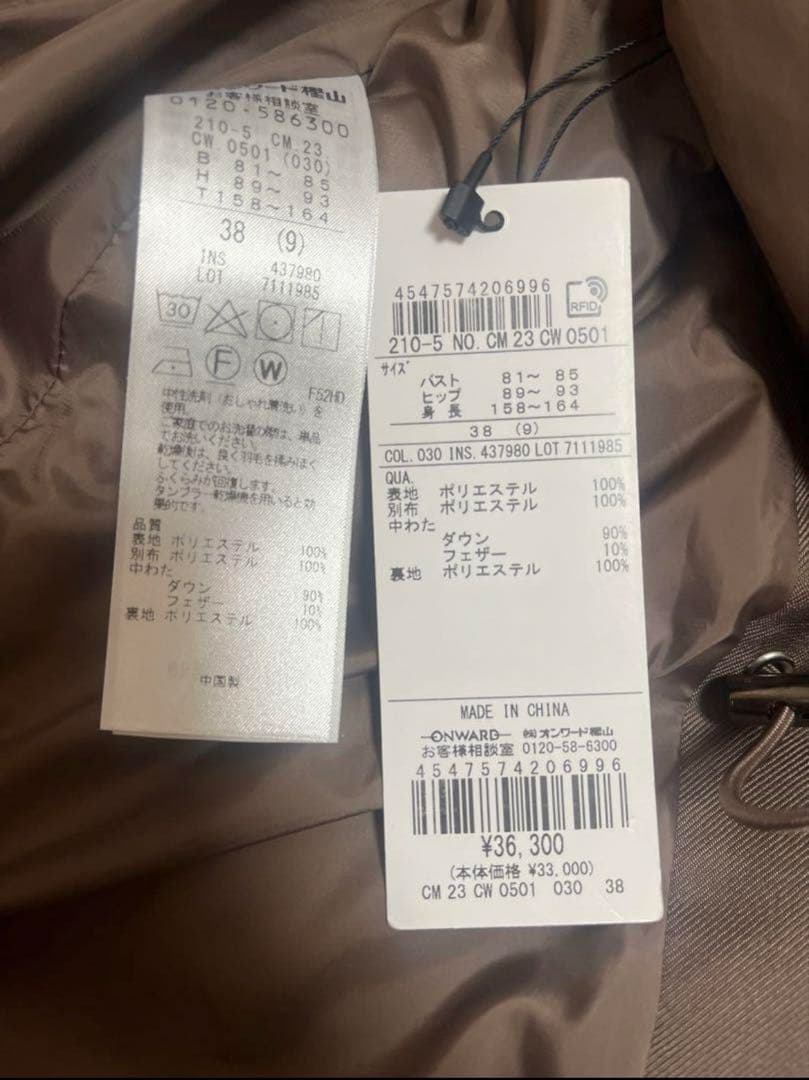 オンワード樫山
お客様相談室
0120-586300
210-5 CM 23
CW 0501 (030)
B 81〜 85
H 89〜 93
T 158〜164
38 (9)
INS 437980
LOT 7111985
30
F W
F52HD
中性洗剤(おしゃれ着洗い)を
使用。
ご家庭でのお洗濯の際は、単品
でお洗いください。
乾燥後は、良く羽毛を揉みほぐ
してください。
ふくらみが回復します。
タンブラー乾燥機を用いると効
果的です。
品質
表地 ポリエステル 100%
別布 ポリエステル 100%
中わた
ダウン 90%
フェザー 10%
裏地 ポリエステル 100%
中国製
4547574206996
RFID
210-5 NO. CM 23 CW 0501
サイズ
バスト 81〜 85
ヒップ 89〜 93
身長 158〜164
38 (9)
COL. 030 INS. 437980 LOT 7111985
QUA.
表地 ポリエステル 100%
別布 ポリエステル 100%
中わた
ダウン 90%
フェザー 10%
裏地 ポリエステル 100%
MADE IN CHINA
ONWARD ㈱オンワード樫山
お客様相談室 0120-58-6300
4547574206996
¥36,300
(本体価格 ¥33,000)
CM 23 CW 0501 030 38